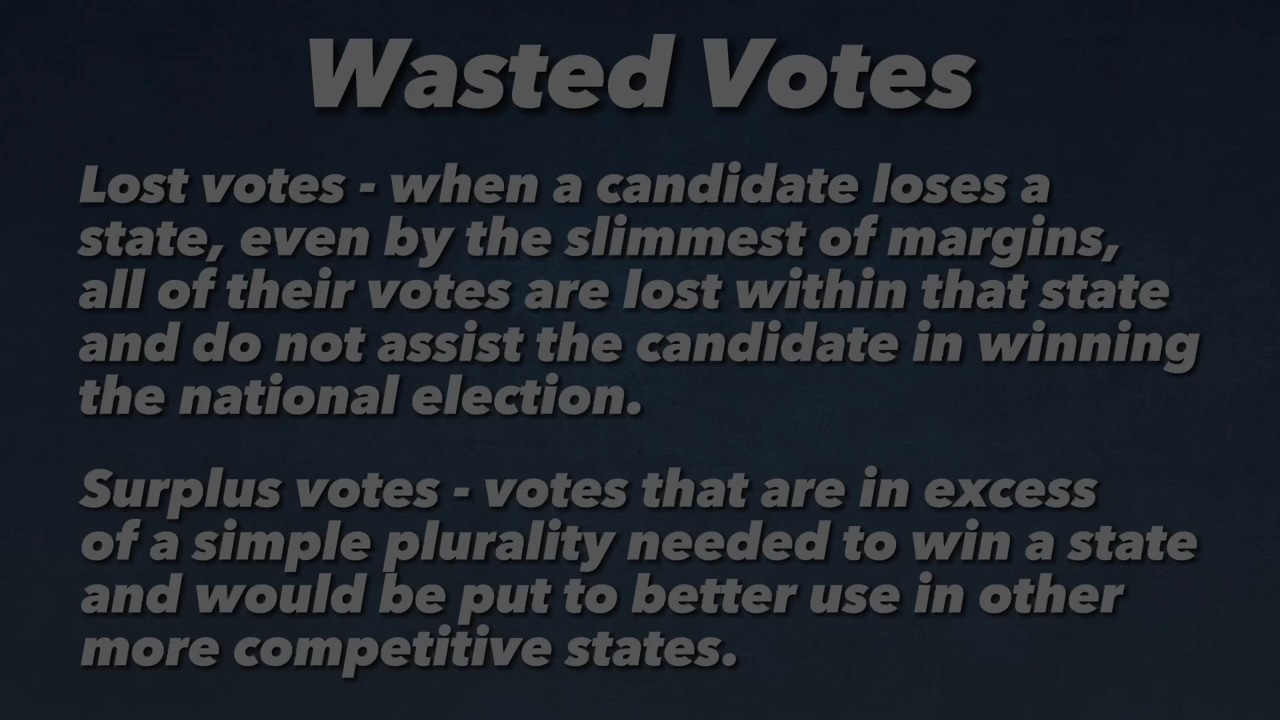 Wasted Votes
Lost votes - when a candidate loses a
state, even by the slimmest of margins,
all of their votes are lost within that state
and do not assist the candidate in winning
the national election.
Surplus votes - votes that are in excess
of a simple plurality needed to win a state
and would be put to better use in other
more competitive states.